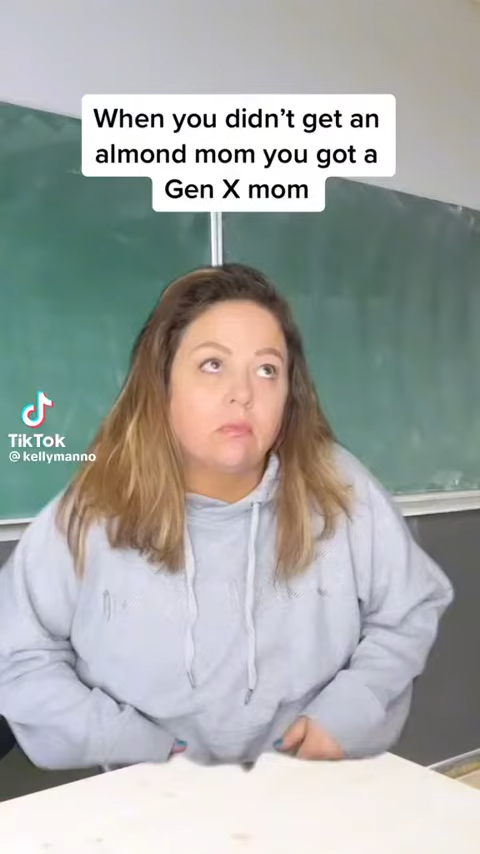 When you didn’t get an
almond mom you got a
Gen X mom
TikTok
@kellymanno